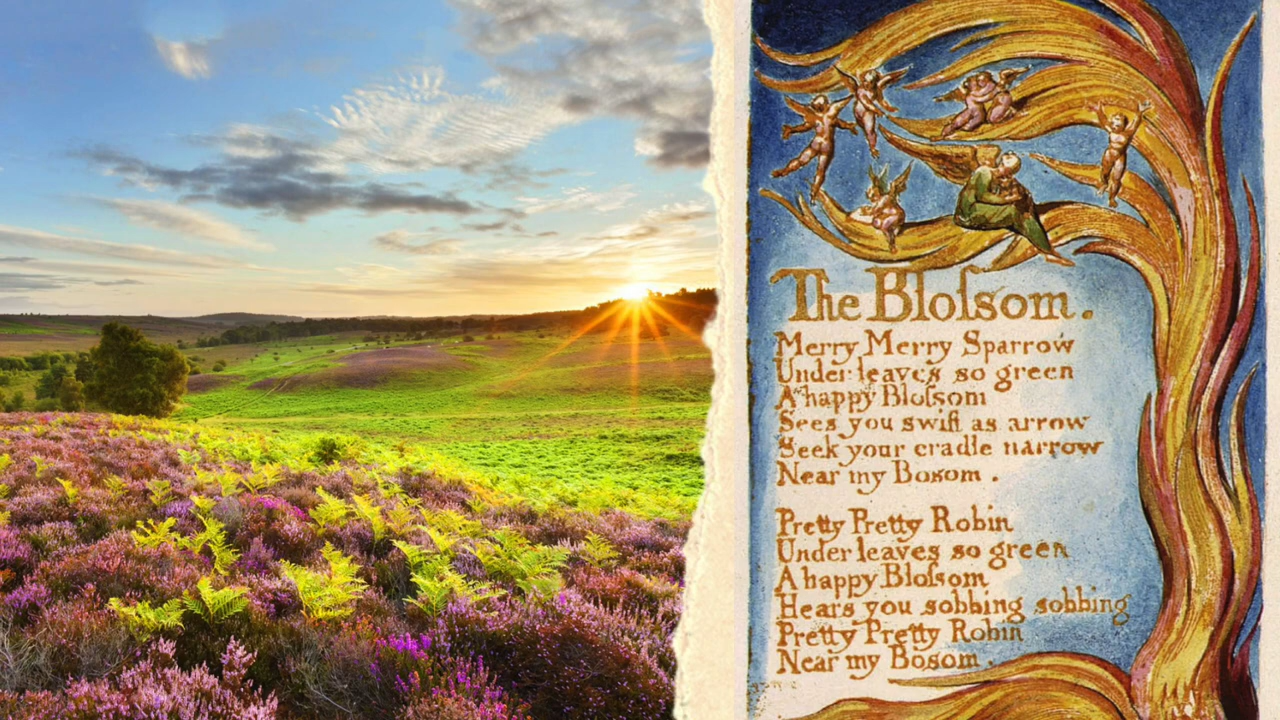 The Bloſsom.
Merry Merry Sparrow
Under leaves so green
A happy Bloſsom
Sees you swift as arrow
Seek your cradle narrow
Near my Bosom.
Pretty Pretty Robin
Under leaves so green
A happy Bloſsom
Hears you sobbing sobbing
Pretty Pretty Robin
Near my Bosom.